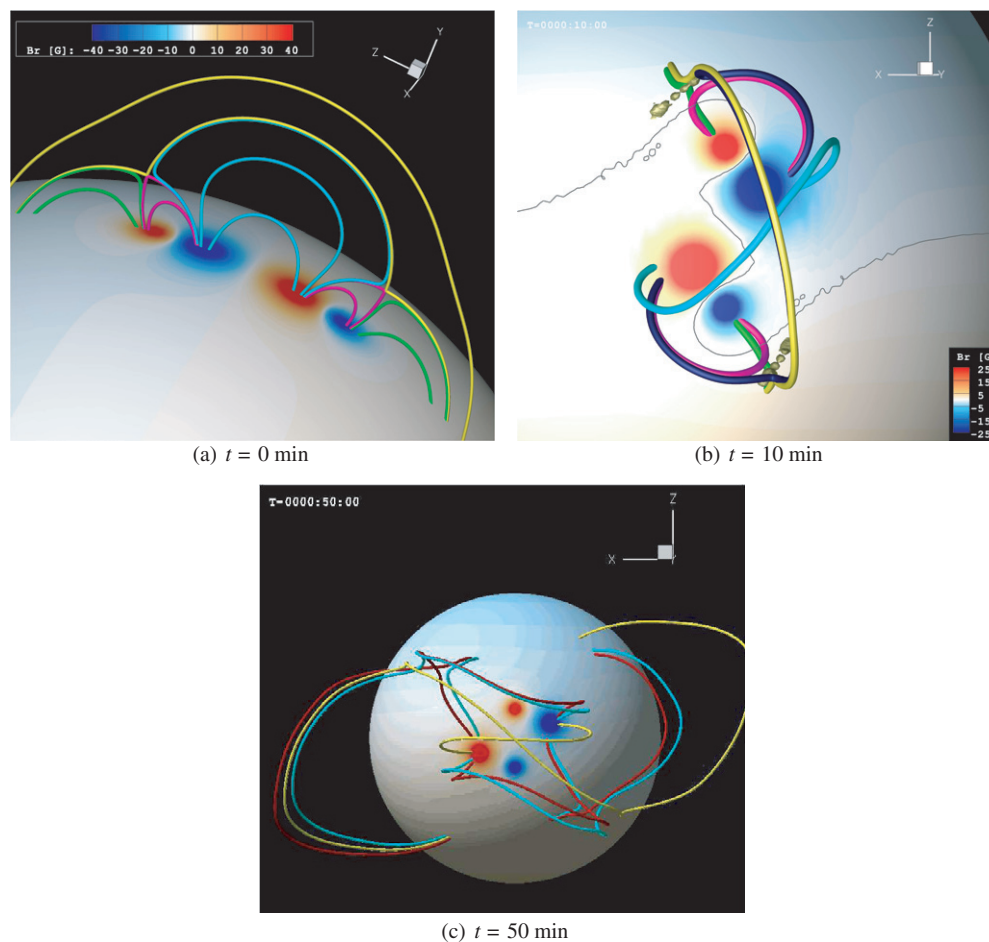 Br [G]: -40 -30 -20 -10 0 10 20 30 40
Z
Y
X
(a) t = 0 min
T=0000:10:00
Z
X
Y
Br [G
25
15
5
-5
-15
-25
(b) t = 10 min
T=0000:50:00
Z
X
Y
(c) t = 50 min